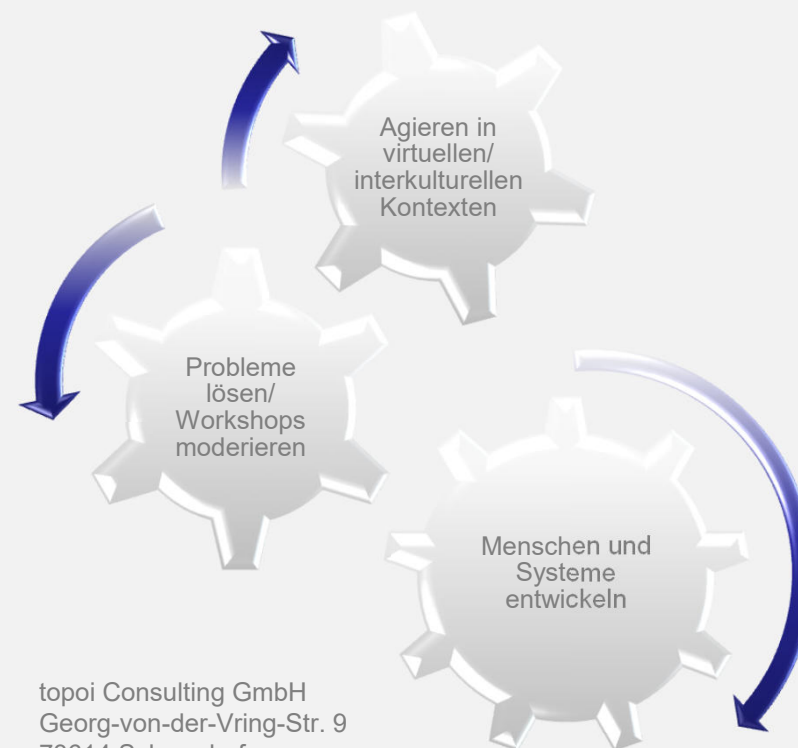 Agieren in
virtuellen/
interkulturellen
Kontexten
Probleme
lösen/
Workshops
moderieren
Menschen und
Systeme
entwickeln
topoi Consulting GmbH
Georg-von-der-Vring-Str. 9